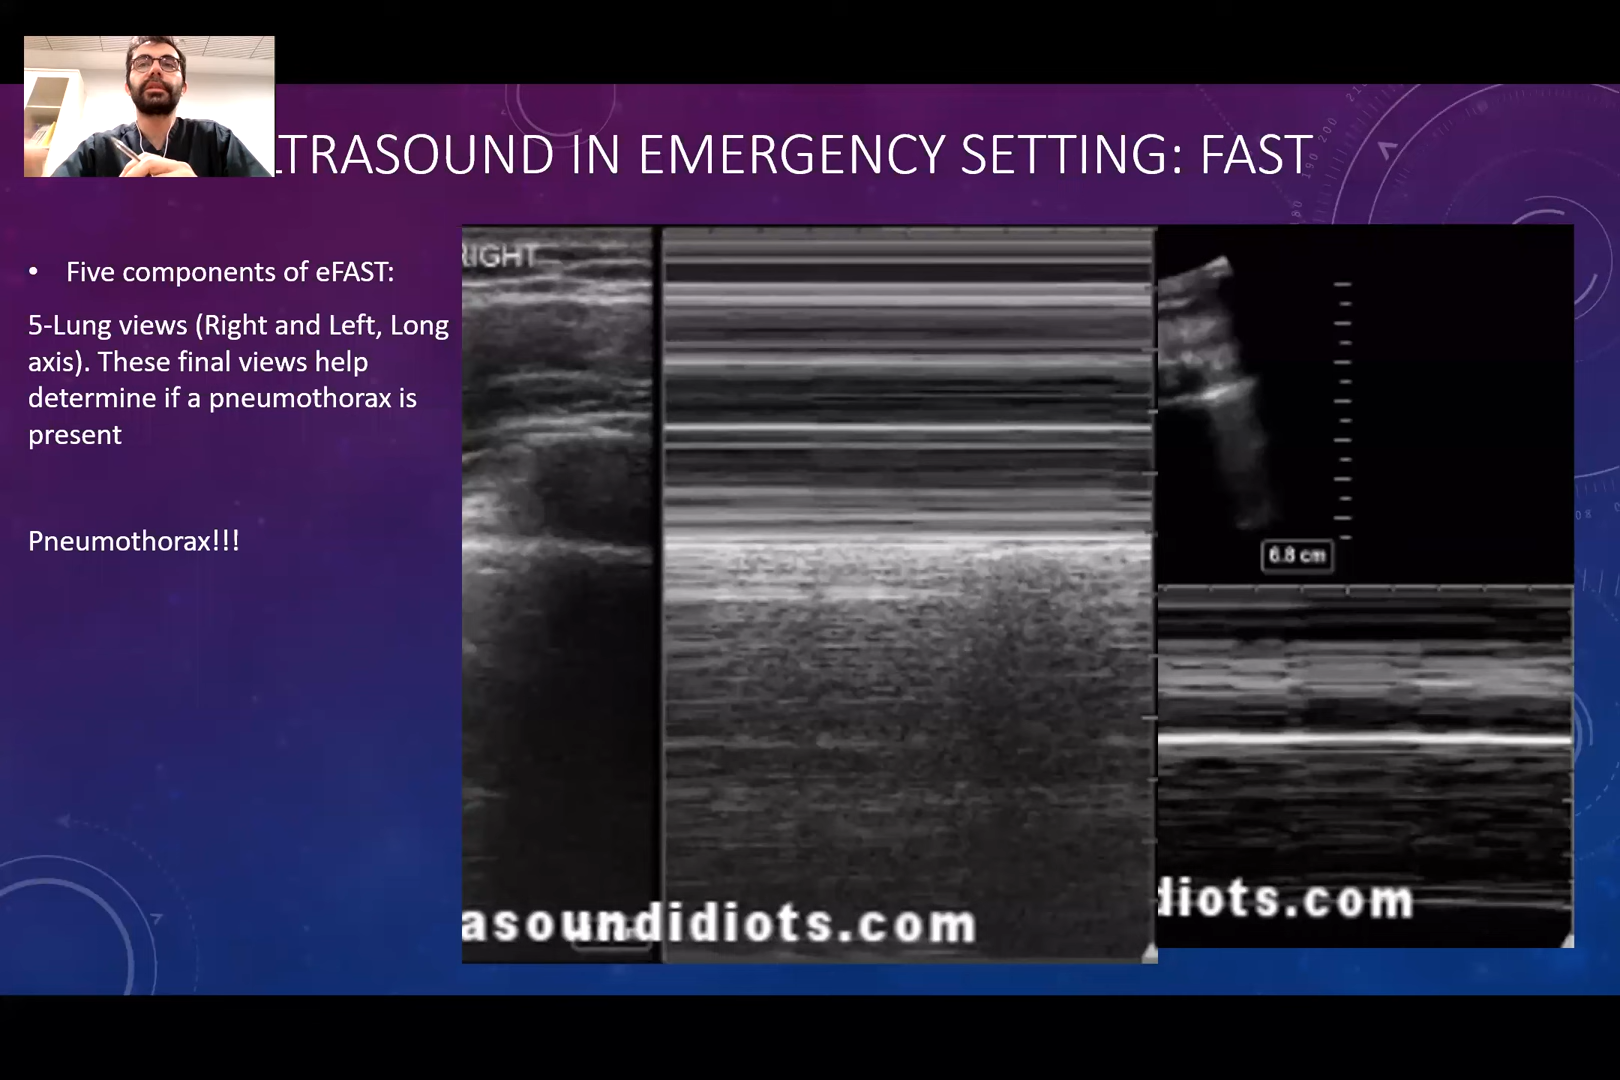 TRASOUND IN EMERGENCY SETTING: FAST
• Five components of eFAST:
5-Lung views (Right and Left, Long
axis). These final views help
determine if a pneumothorax is
present
Pneumothorax!!!
RIGHT
6.8 cm
asoundidiots.com
diots.com